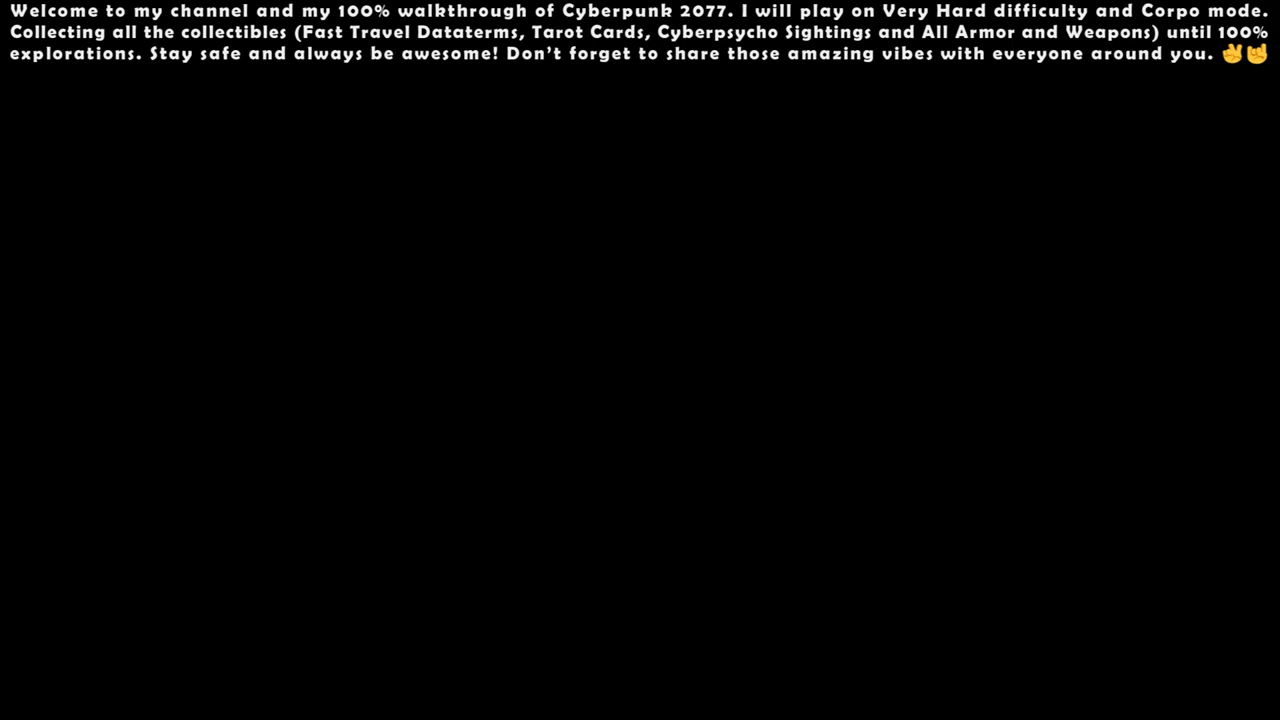 Welcome to my channel and my 100% walkthrough of Cyberpunk 2077. I will play on Very Hard difficulty and Corpo mode.
Collecting all the collectibles (Fast Travel Dataterms, Tarot Cards, Cyberpsycho Sightings and All Armor and Weapons) until 100%
explorations. Stay safe and always be awesome! Don’t forget to share those amazing vibes with everyone around you. ✌️🤘